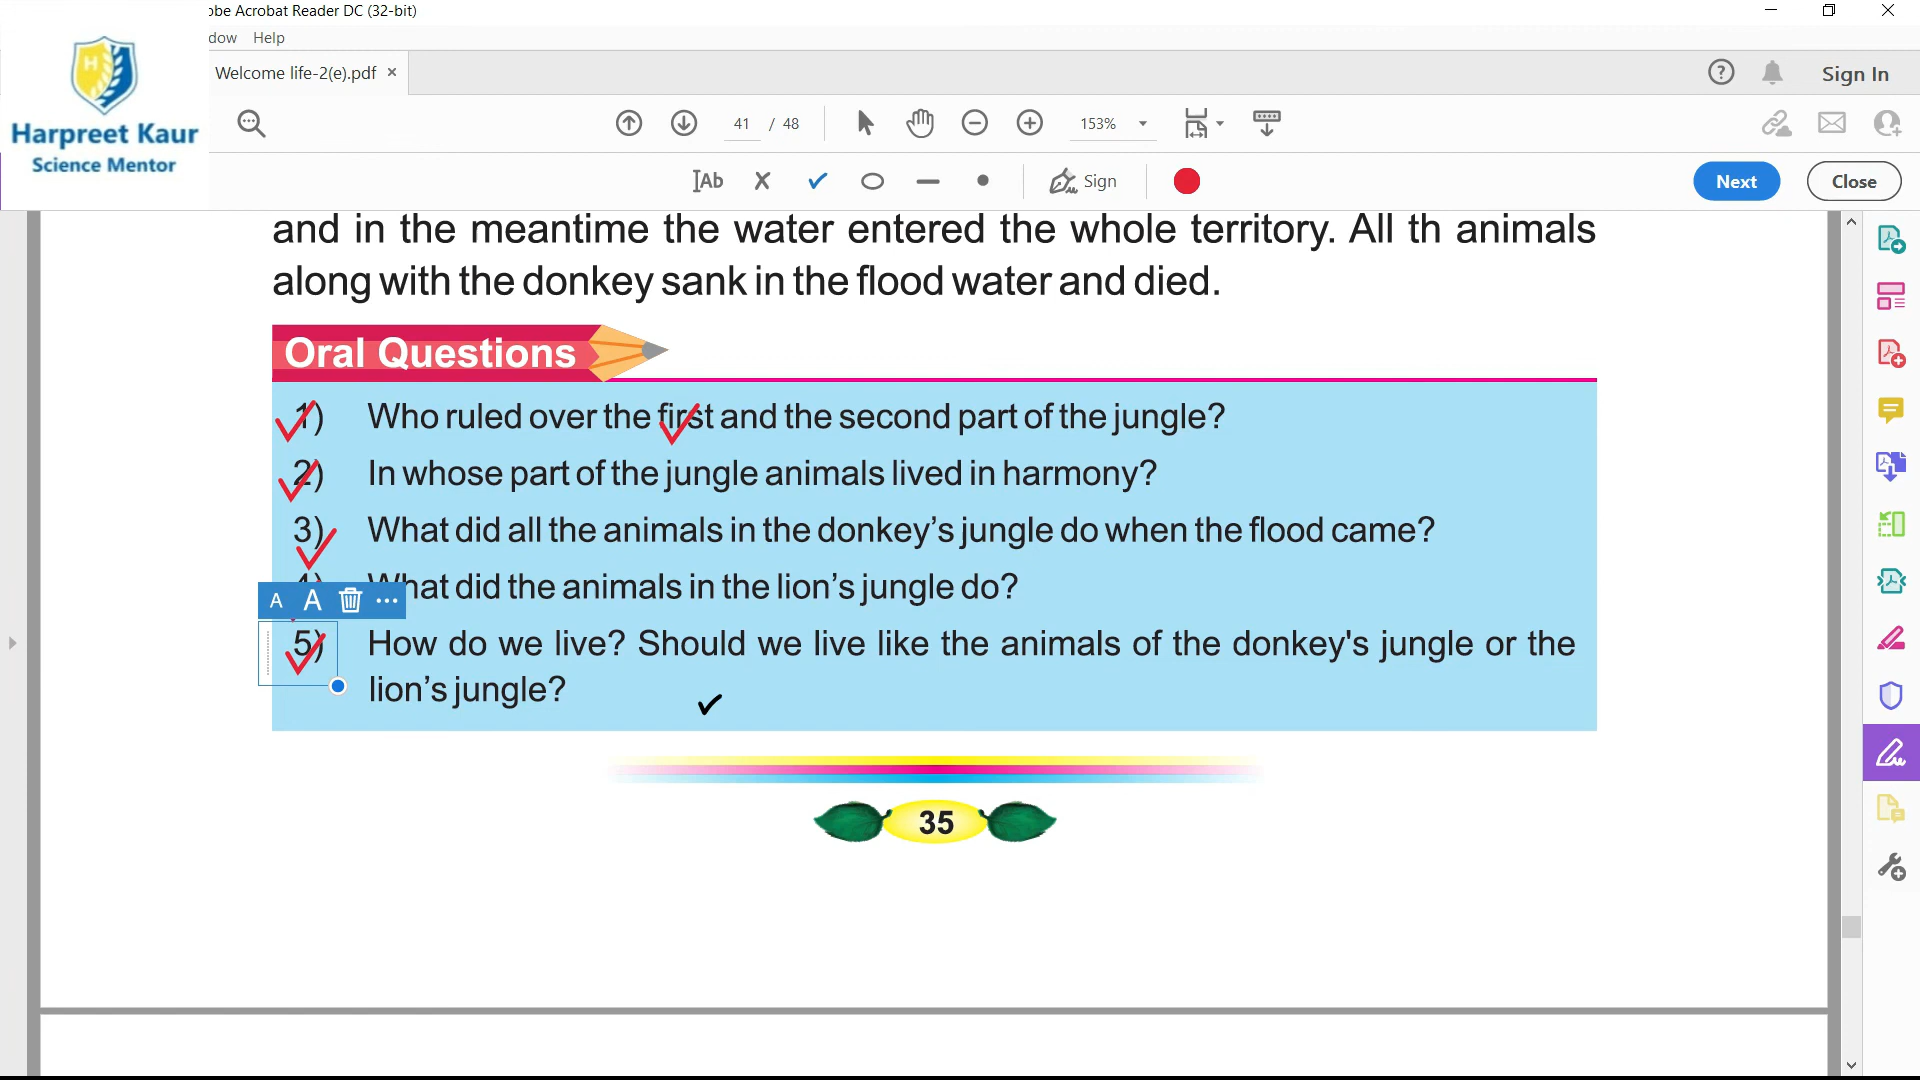 obe Acrobat Reader DC (32-bit)
dow Help
Welcome life-2(e).pdf
Sign In
H
Harpreet Kaur
Science Mentor
41 / 48
153%
Ab
Sign
Next
Close
and in the meantime the water entered the whole territory. All th animals
along with the donkey sank in the flood water and died.
Oral Questions
1) Who ruled over the first and the second part of the jungle?
2) In whose part of the jungle animals lived in harmony?
3) What did all the animals in the donkey’s jungle do when the flood came?
4) What did the animals in the lion’s jungle do?
A A
5) How do we live? Should we live like the animals of the donkey's jungle or the
lion’s jungle?
35